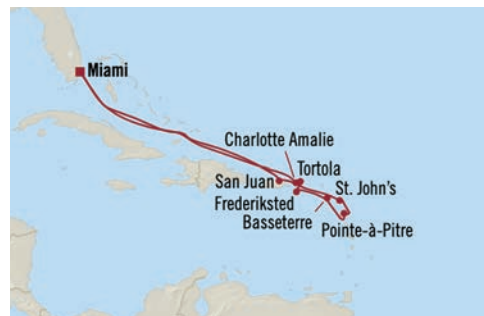 Miami
Charlotte Amalie
Tortola
San Juan
St. John's
Frederiksted
Basseterre
Pointe-à-Pitre